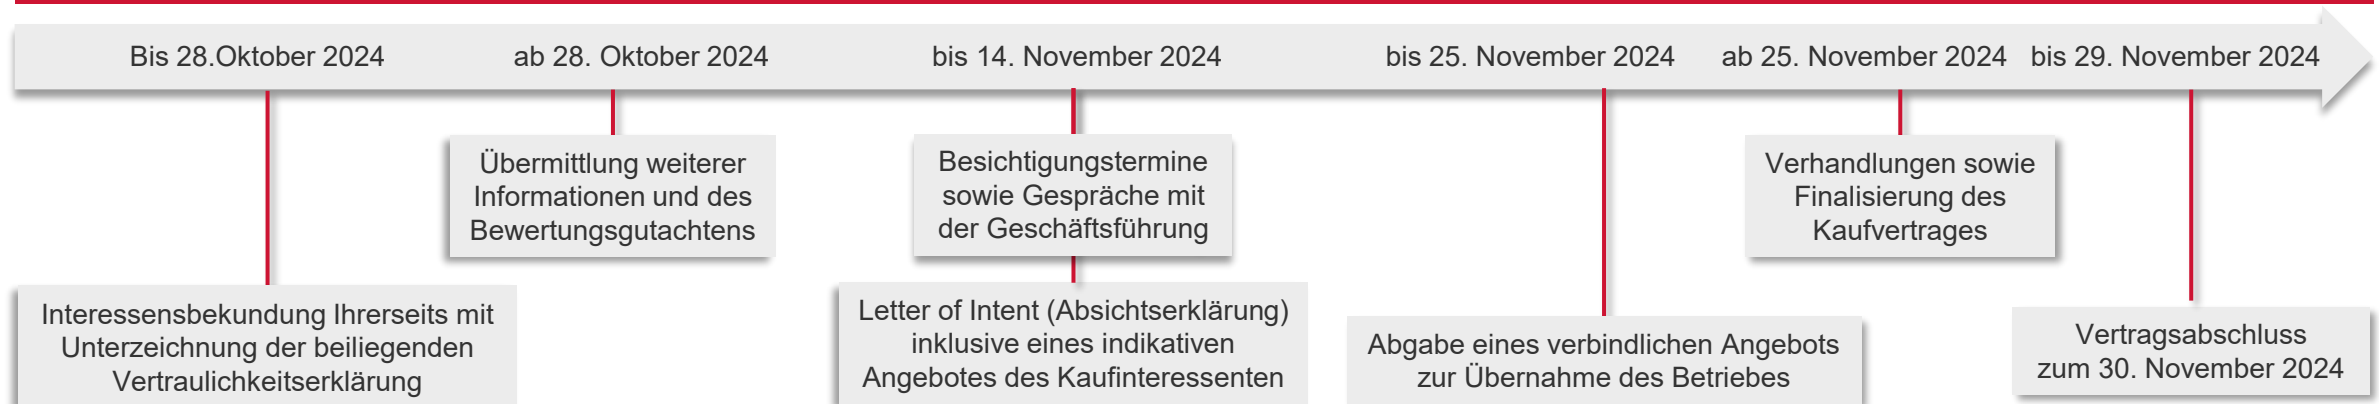 Bis 28.Oktober 2024
ab 28. Oktober 2024
bis 14. November 2024
bis 25. November 2024
ab 25. November 2024
bis 29. November 2024
Übermittlung weiterer
Informationen und des
Bewertungsgutachtens
Besichtigungstermine
sowie Gespräche mit
der Geschäftsführung
Verhandlungen sowie
Finalisierung des
Kaufvertrages
Interessensbekundung Ihrerseits mit
Unterzeichnung der beiliegenden
Vertraulichkeitserklärung
Letter of Intent (Absichtserklärung)
inklusive eines indikativen
Angebotes des Kaufinteressenten
Abgabe eines verbindlichen Angebots
zur Übernahme des Betriebes
Vertragsabschluss
zum 30. November 2024